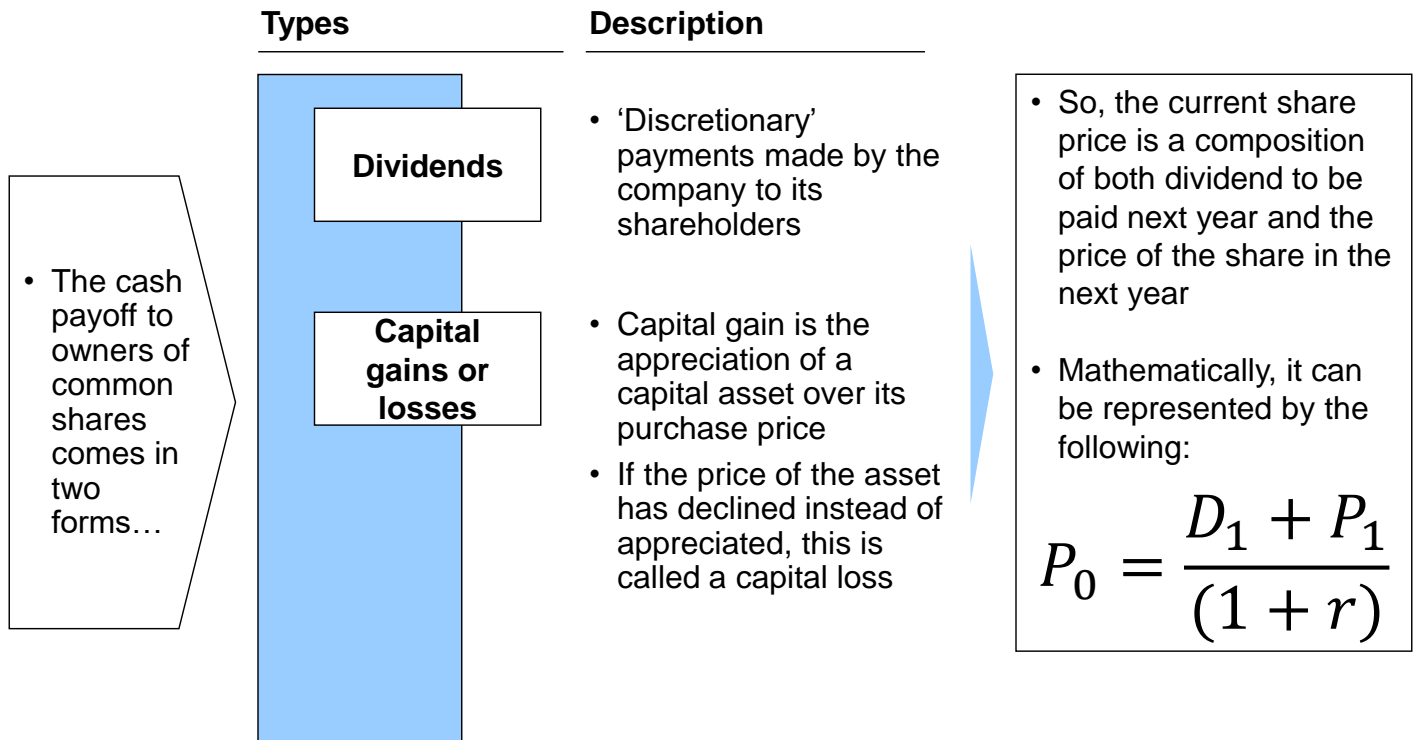 Types
Description
• The cash
payoff to
owners of
common
shares
comes in
two
forms…
Dividends
• ‘Discretionary’
payments made by the
company to its
shareholders
Capital
gains or
losses
• Capital gain is the
appreciation of a
capital asset over its
purchase price
• If the price of the asset
has declined instead of
appreciated, this is
called a capital loss
• So, the current share
price is a composition
of both dividend to be
paid next year and the
price of the share in the
next year
• Mathematically, it can
be represented by the
following:
P₀ = (D₁ + P₁) / (1 + r)